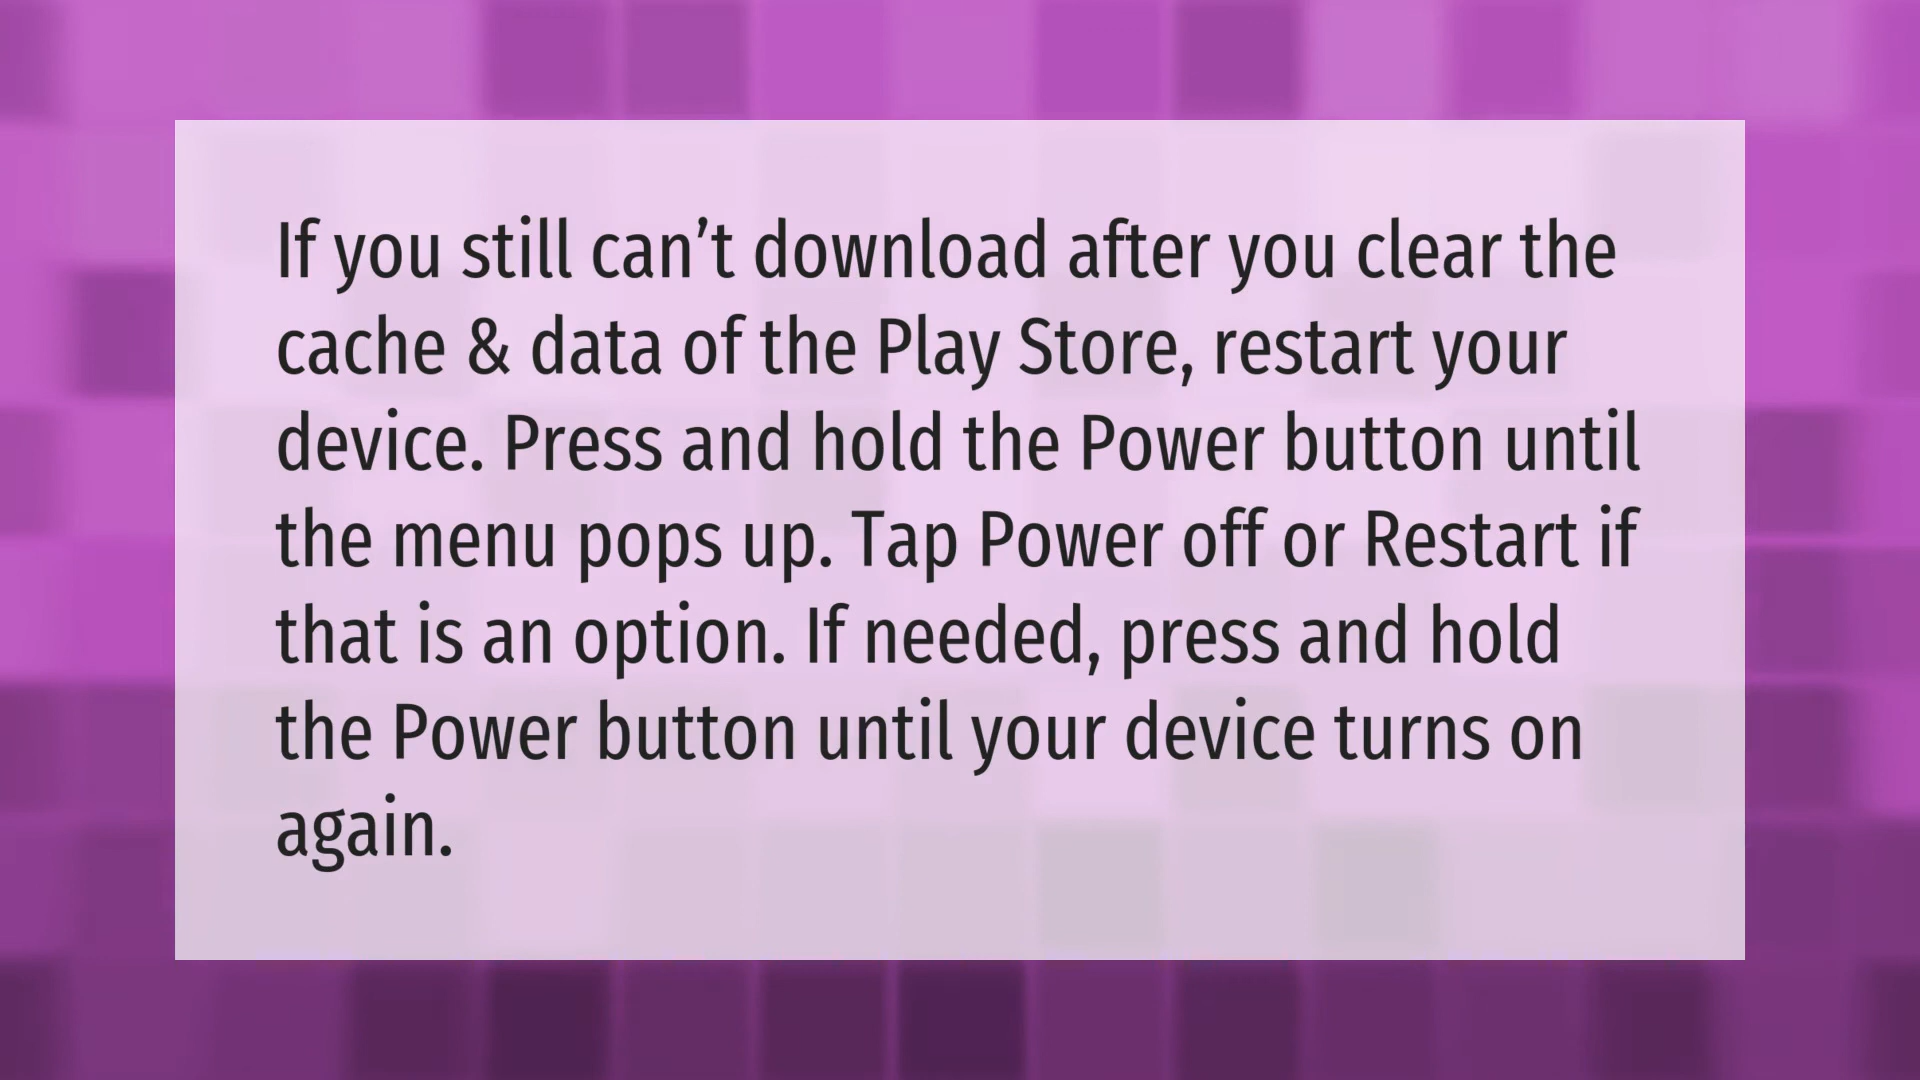 If you still can’t download after you clear the
cache & data of the Play Store, restart your
device. Press and hold the Power button until
the menu pops up. Tap Power off or Restart if
that is an option. If needed, press and hold
the Power button until your device turns on
again.